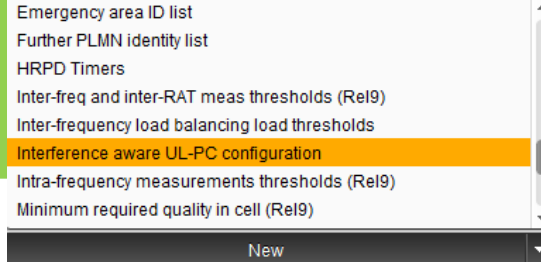 Emergency area ID list
Further PLMN identity list
HRPD Timers
Inter-freq and inter-RAT meas thresholds (Rel9)
Inter-frequency load balancing load thresholds
Interference aware UL-PC configuration
Intra-frequency measurements thresholds (Rel9)
Minimum required quality in cell (Rel9)
New